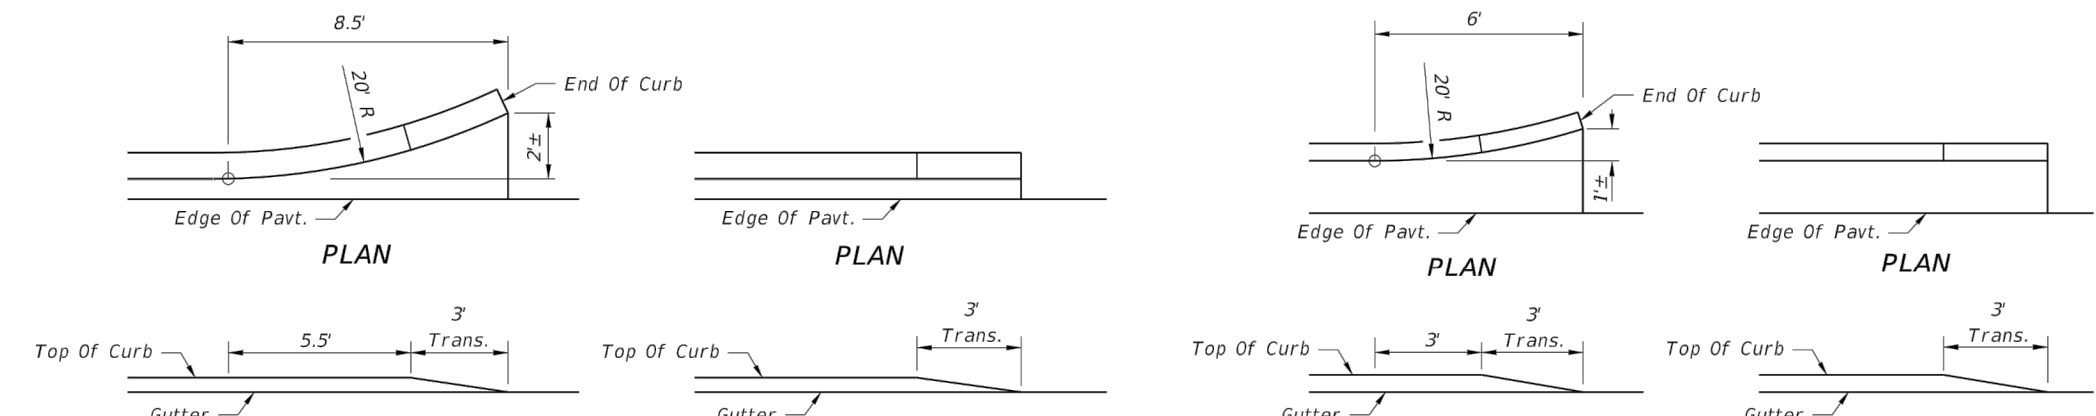 8.5'
20' R
End Of Curb
2'±
Edge Of Pavt.
PLAN
3'
5.5'
Trans.
Top Of Curb
Gutter
Edge Of Pavt.
PLAN
3'
Trans.
Top Of Curb
Gutter
6'
20' R
End Of Curb
1'±
Edge Of Pavt.
PLAN
3'
3'
Trans.
Top Of Curb
Gutter
Edge Of Pavt.
PLAN
3'
Trans.
Top Of Curb
Gutter